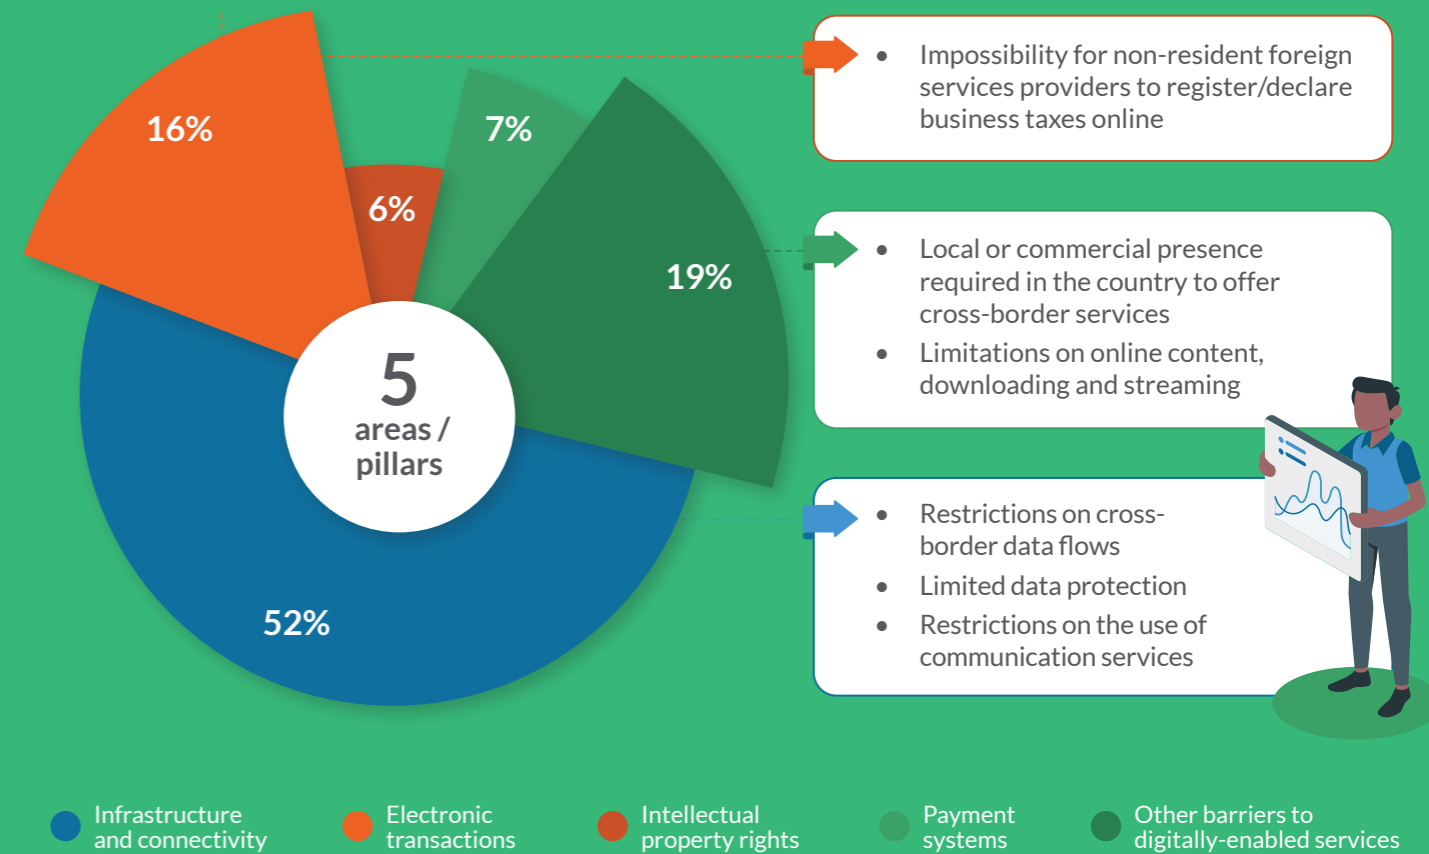 16%
6%
7%
19%
52%
5
areas /
pillars
• Impossibility for non-resident foreign
services providers to register/declare
business taxes online
• Local or commercial presence
required in the country to offer
cross-border services
• Limitations on online content,
downloading and streaming
• Restrictions on cross-
border data flows
• Limited data protection
• Restrictions on the use of
communication services
Infrastructure
and connectivity
Electronic
transactions
Intellectual
property rights
Payment
systems
Other barriers to
digitally-enabled services